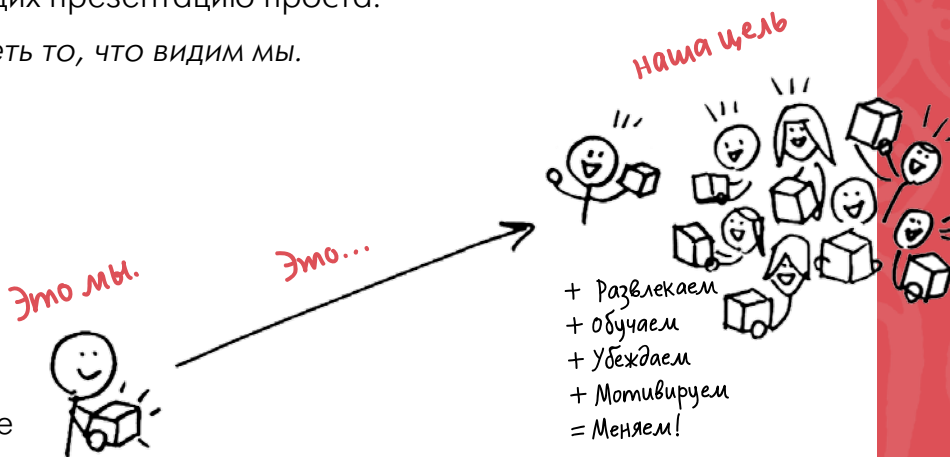 щих презентацию проста:
еть то, что видим мы.
наша цель
Это...
Это мы.
+ Развлекаем
+ Обучаем
+ Убеждаем
+ Мотивируем
= Меняем!
е